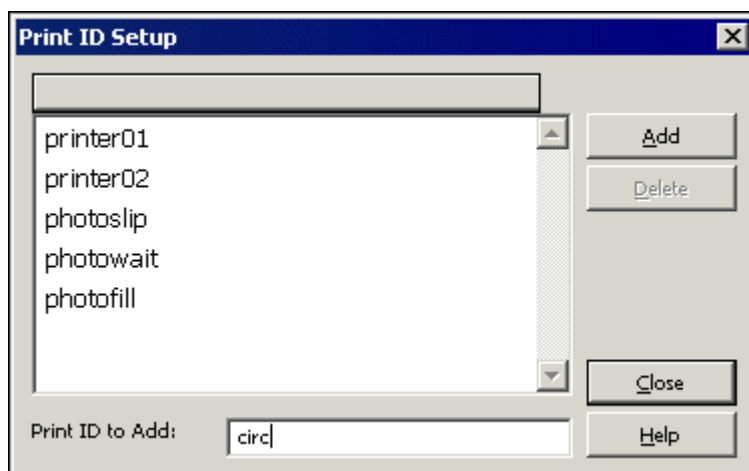 Print ID Setup
printer01
printer02
photoslip
photowait
photofill
Add
Delete
Close
Print ID to Add: circ
Help